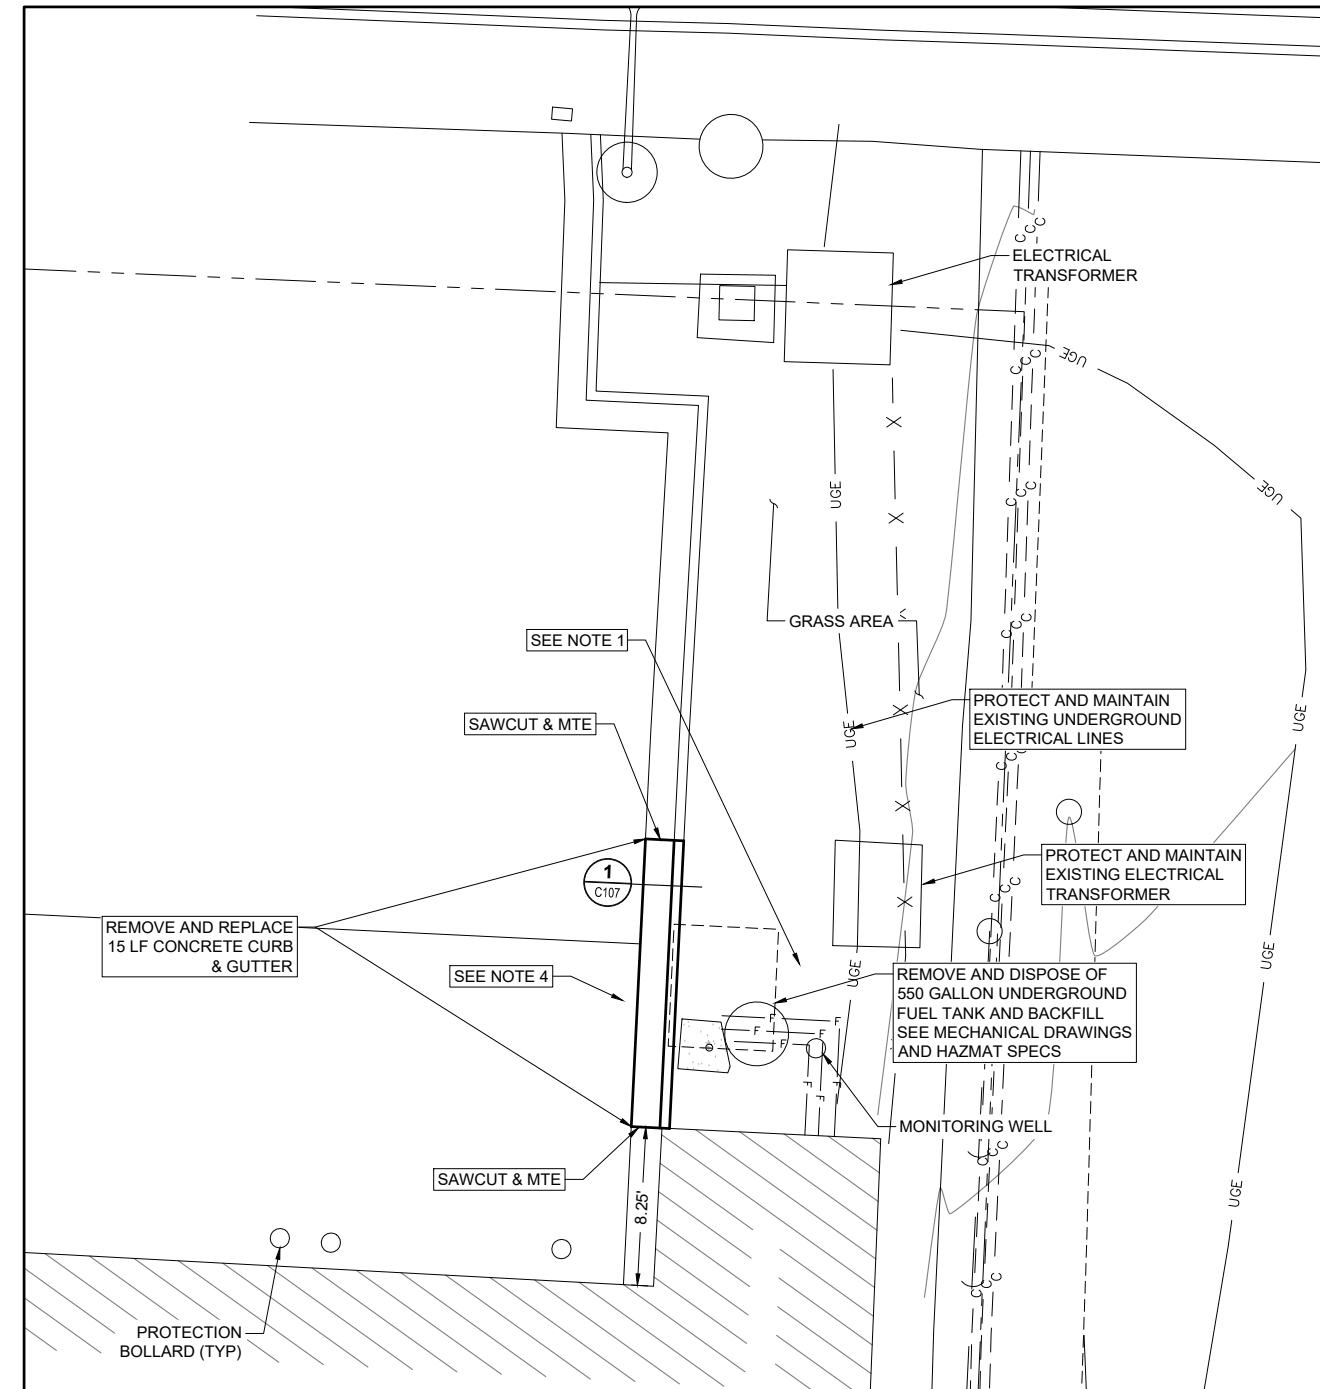 ELECTRICAL
TRANSFORMER
C
C
C
UGE
C
C
C
X
UGE
UGE
X
C
C
C
GRASS AREA
SEE NOTE 1
C
C
C
PROTECT AND MAINTAIN
EXISTING UNDERGROUND
ELECTRICAL LINES
SAWCUT & MTE
UGE
X
UGE
C
C
C
X
PROTECT AND MAINTAIN
EXISTING ELECTRICAL
TRANSFORMER
1
C107
X
C
C
C
REMOVE AND REPLACE
15 LF CONCRETE CURB
& GUTTER
SEE NOTE 4
UGE
UGE
REMOVE AND DISPOSE OF
550 GALLON UNDERGROUND
FUEL TANK AND BACKFILL
SEE MECHANICAL DRAWINGS
AND HAZMAT SPECS
F
F
F
F
F
F
F
F
MONITORING WELL
C
C
C
SAWCUT & MTE
8.25'
UGE
C
C
C
PROTECTION
BOLLARD (TYP)